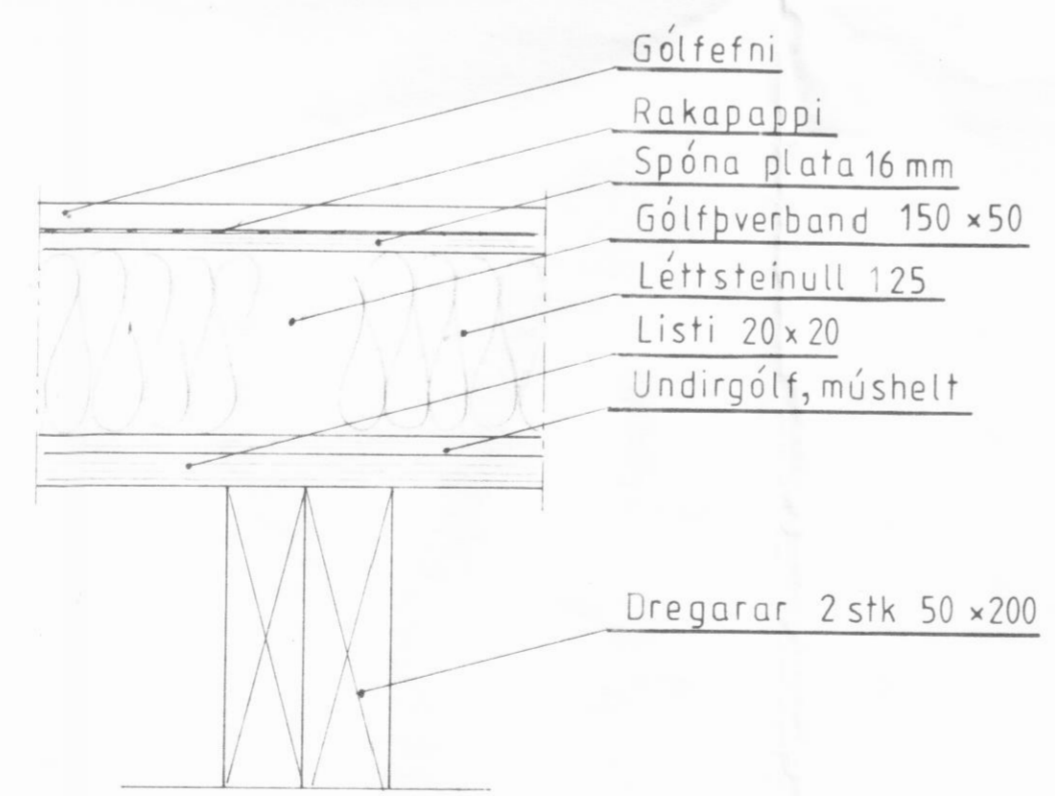 Gólfefni
Rakapappi
Spóna plata 16 mm
Gólfþverband 150 × 50
Léttsteinull 125
Listi 20 × 20
Undirgólf, múshelt
Dregarar 2 stk 50 × 200